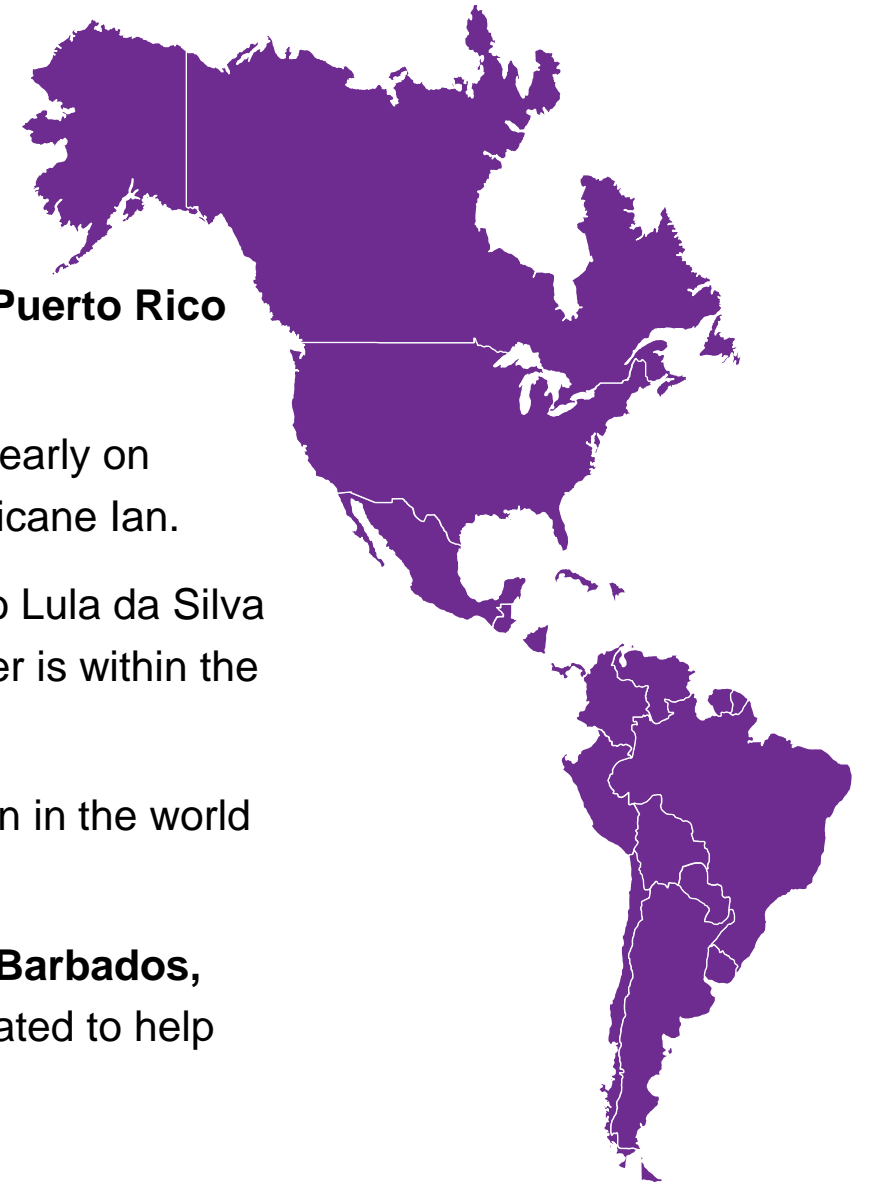 Puerto Rico
early on
icane Ian.
o Lula da Silva
er is within the
n in the world
Barbados,
ated to help